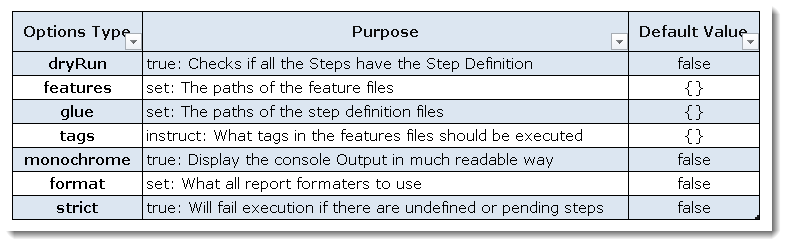 Options Type Purpose Default Value
dryRun true: Checks if all the Steps have the Step Definition false
features set: The paths of the feature files {}
glue set: The paths of the step definition files {}
tags instruct: What tags in the features files should be executed {}
monochrome true: Display the console Output in much readable way false
format set: What all report formaters to use false
strict true: Will fail execution if there are undefined or pending steps false